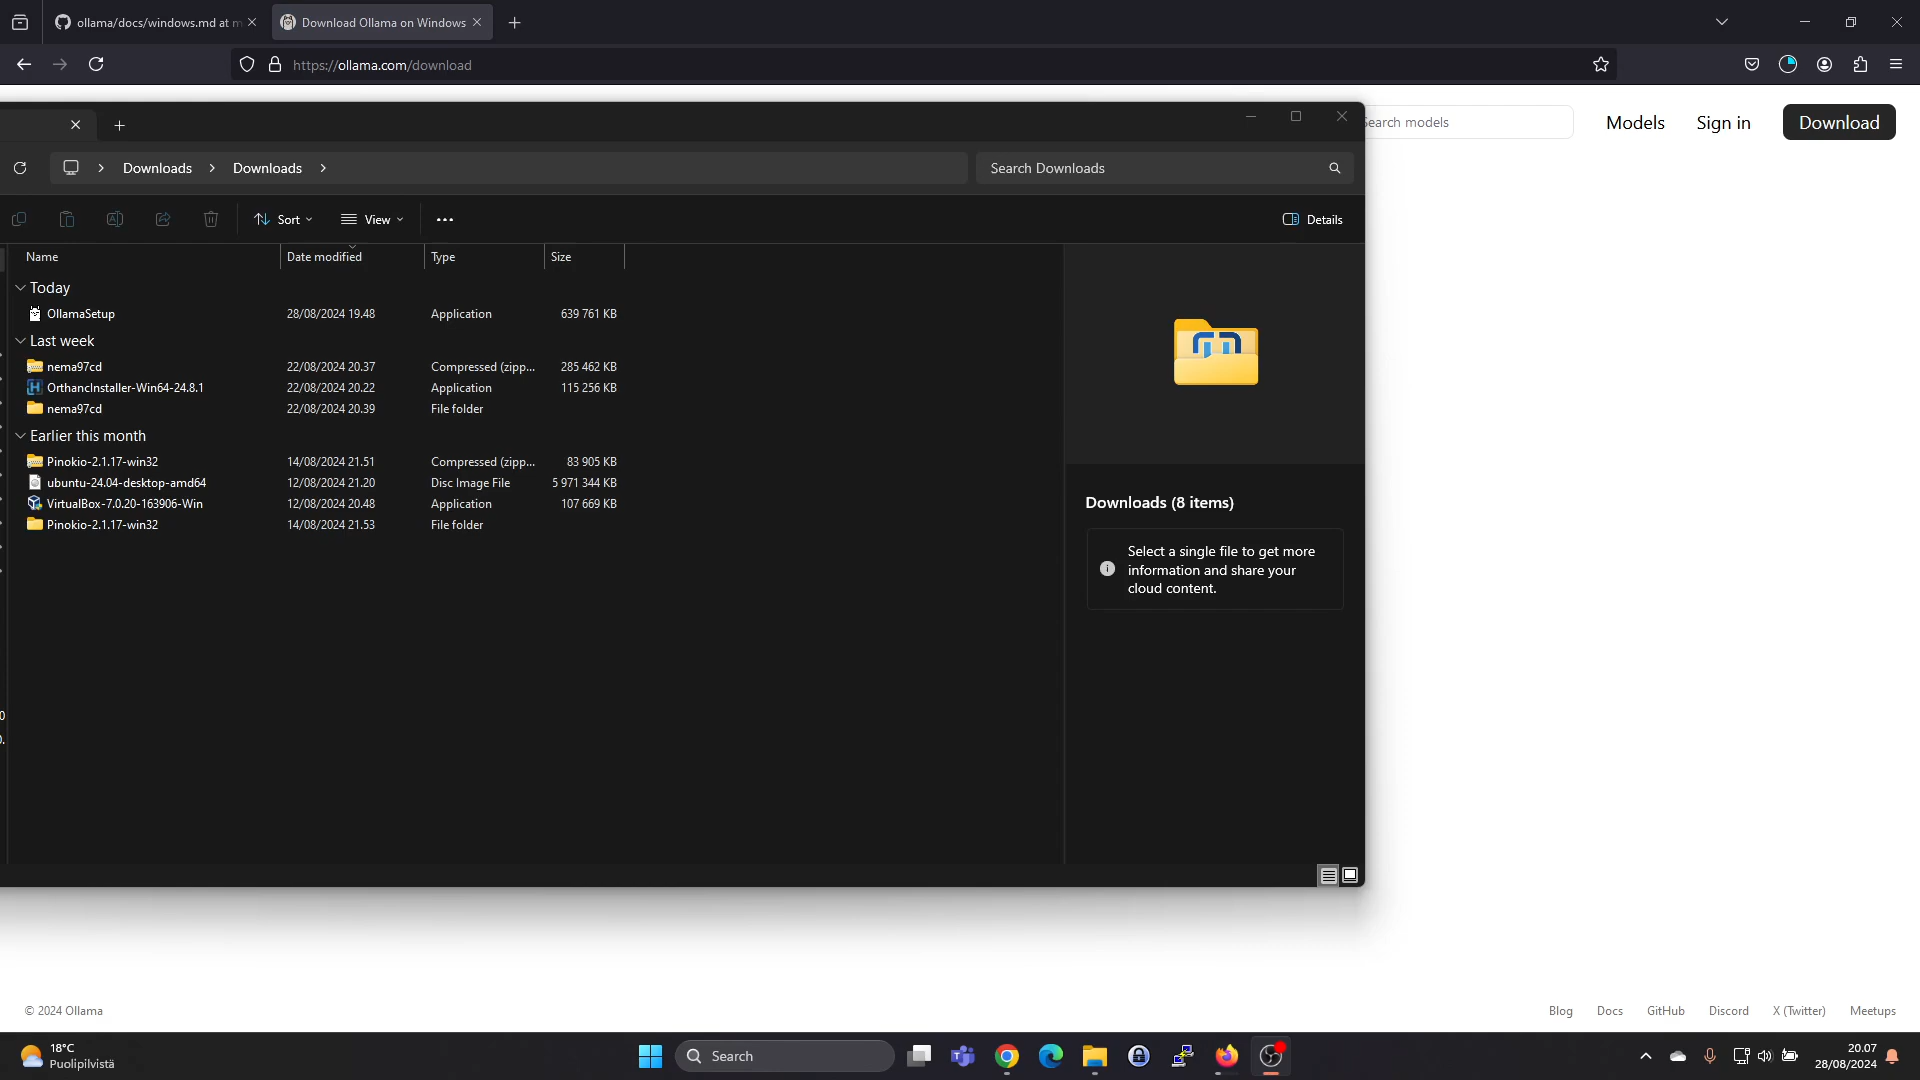 ollama/docs/windows.md at m
Download Ollama on Windows
https://ollama.com/download
Search models
Models
Sign in
Download
Downloads
Downloads
Search Downloads
Sort
View
Details
Name
Date modified
Type
Size
Today
OllamaSetup 28/08/2024 19.48 Application 639 761 KB
Last week
nema97cd 22/08/2024 20.37 Compressed (zipp... 285 462 KB
OrthancInstaller-Win64-24.8.1 22/08/2024 20.22 Application 115 256 KB
nema97cd 22/08/2024 20.39 File folder
Earlier this month
Pinokio-2.1.17-win32 14/08/2024 21.51 Compressed (zipp... 83 905 KB
ubuntu-24.04-desktop-amd64 12/08/2024 21.20 Disc Image File 5 971 344 KB
VirtualBox-7.0.20-163906-Win 12/08/2024 20.48 Application 107 669 KB
Pinokio-2.1.17-win32 14/08/2024 21.53 File folder
Downloads (8 items)
Select a single file to get more
information and share your
cloud content.
© 2024 Ollama
Blog
Docs
GitHub
Discord
X (Twitter)
Meetups
18°C
Puolipilvistä
Search
20.07
28/08/2024